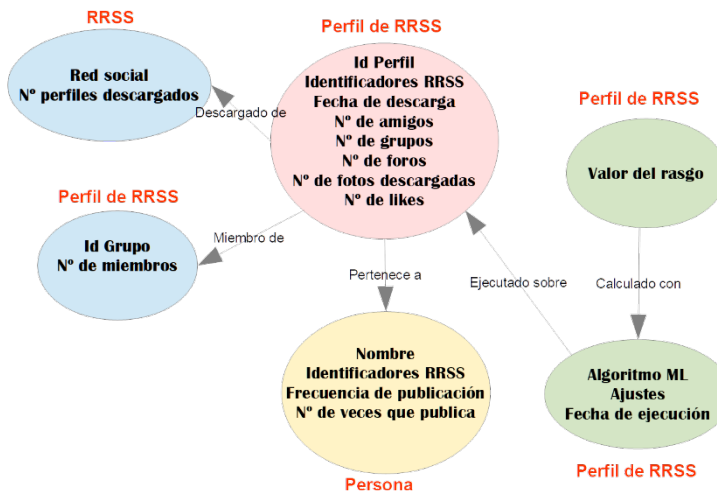 RRSS
Red social
Nº perfiles descargados
Descargado de
Perfil de RRSS
Id Perfil
Identificadores RRSS
Fecha de descarga
Nº de amigos
Nº de grupos
Nº de foros
Nº de fotos descargadas
Nº de likes
Perfil de RRSS
Valor del rasgo
Perfil de RRSS
Id Grupo
Nº de miembros
Miembro de
Pertenece a
Ejecutado sobre
Calculado con
Nombre
Identificadores RRSS
Frecuencia de publicación
Nº de veces que publica
Persona
Algoritmo ML
Ajustes
Fecha de ejecución
Perfil de RRSS